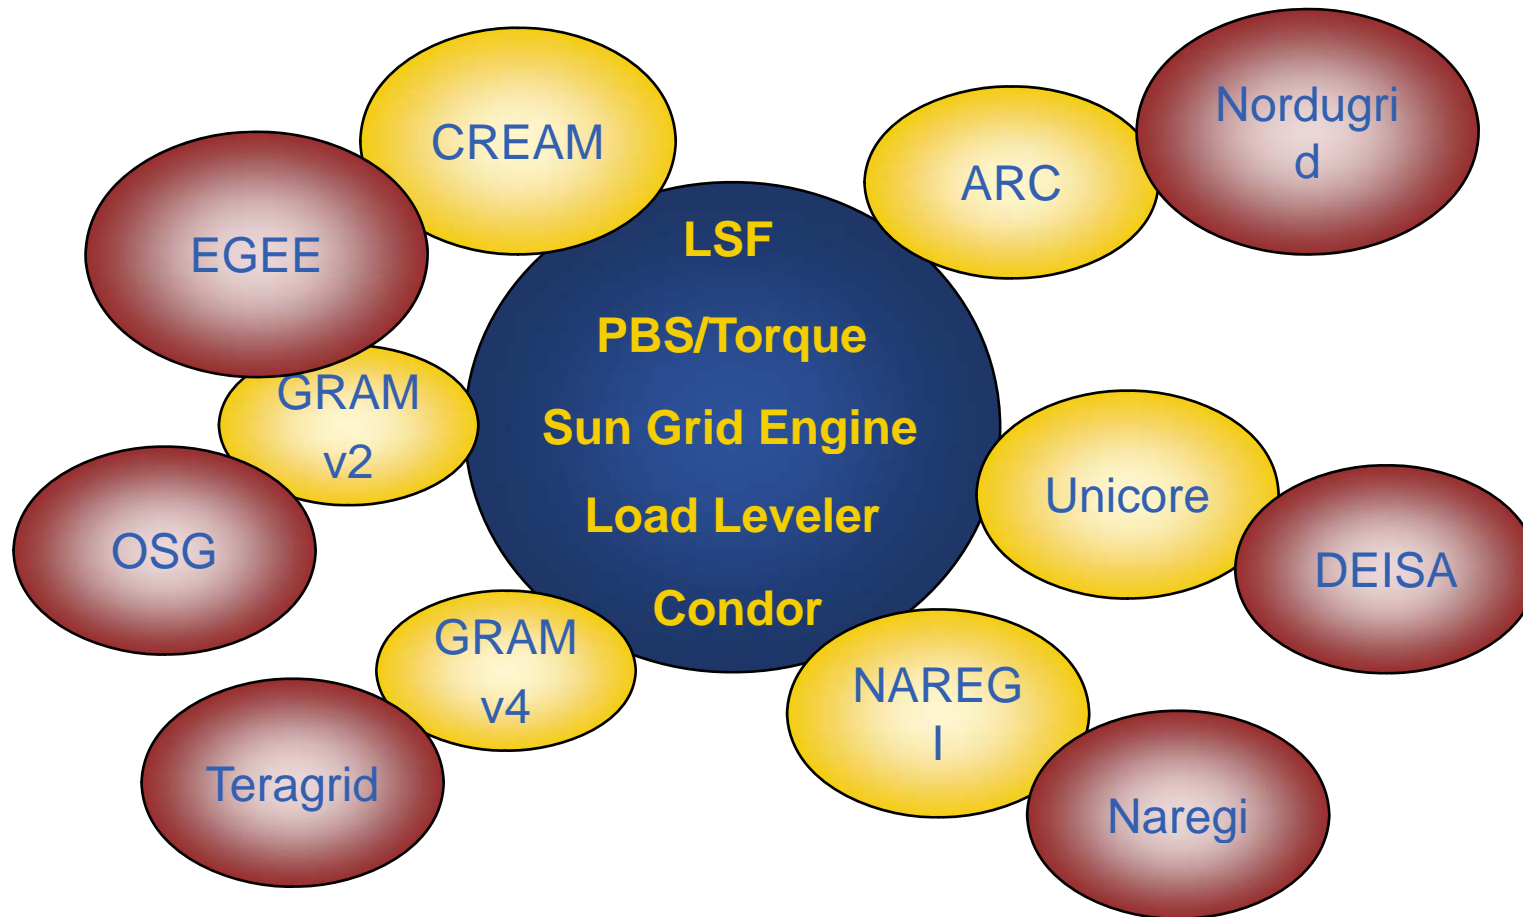 CREAM
EGEE
GRAM
v2
OSG
GRAM
v4
Teragrid
LSF
PBS/Torque
Sun Grid Engine
Load Leveler
Condor
ARC
Nordugri
d
Unicore
DEISA
NAREG
I
Naregi